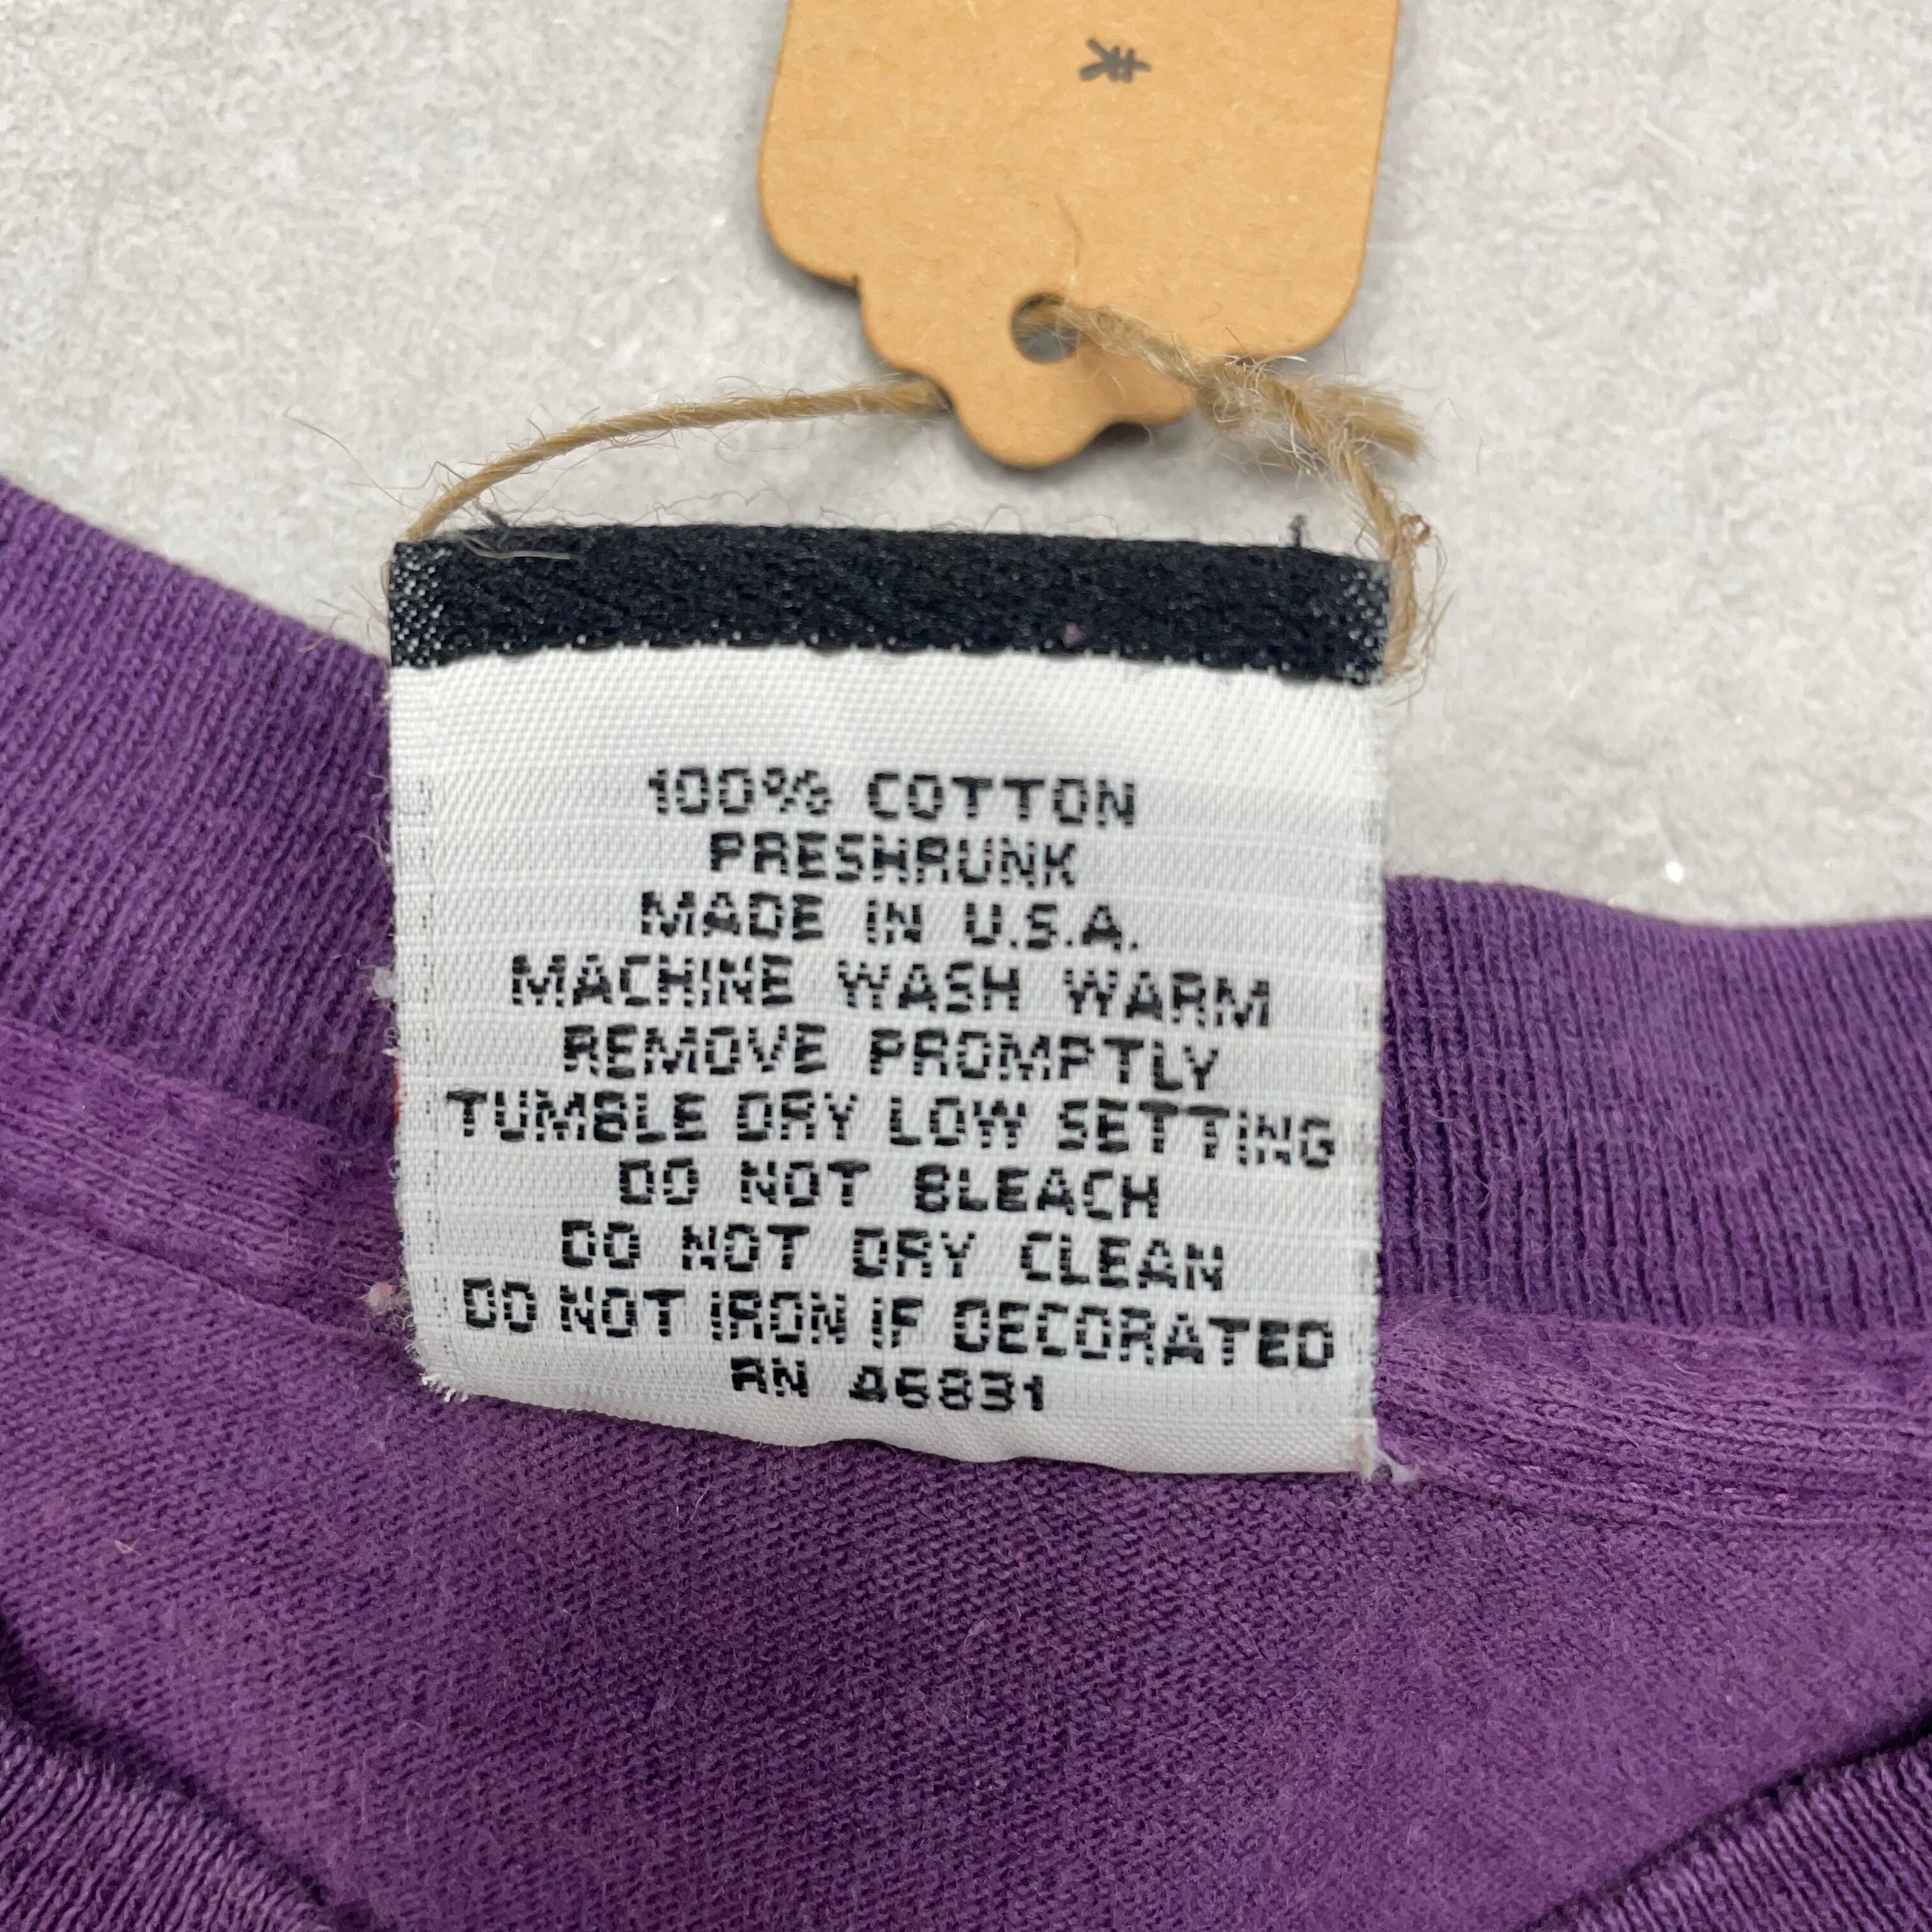 100% COTTON
PRESHRUNK
MADE IN U.S.A.
MACHINE WASH WARM
REMOVE PROMPTLY
TUMBLE DRY LOW SETTING
DO NOT BLEACH
DO NOT DRY CLEAN
DO NOT IRON IF DECORATED
RN 46831